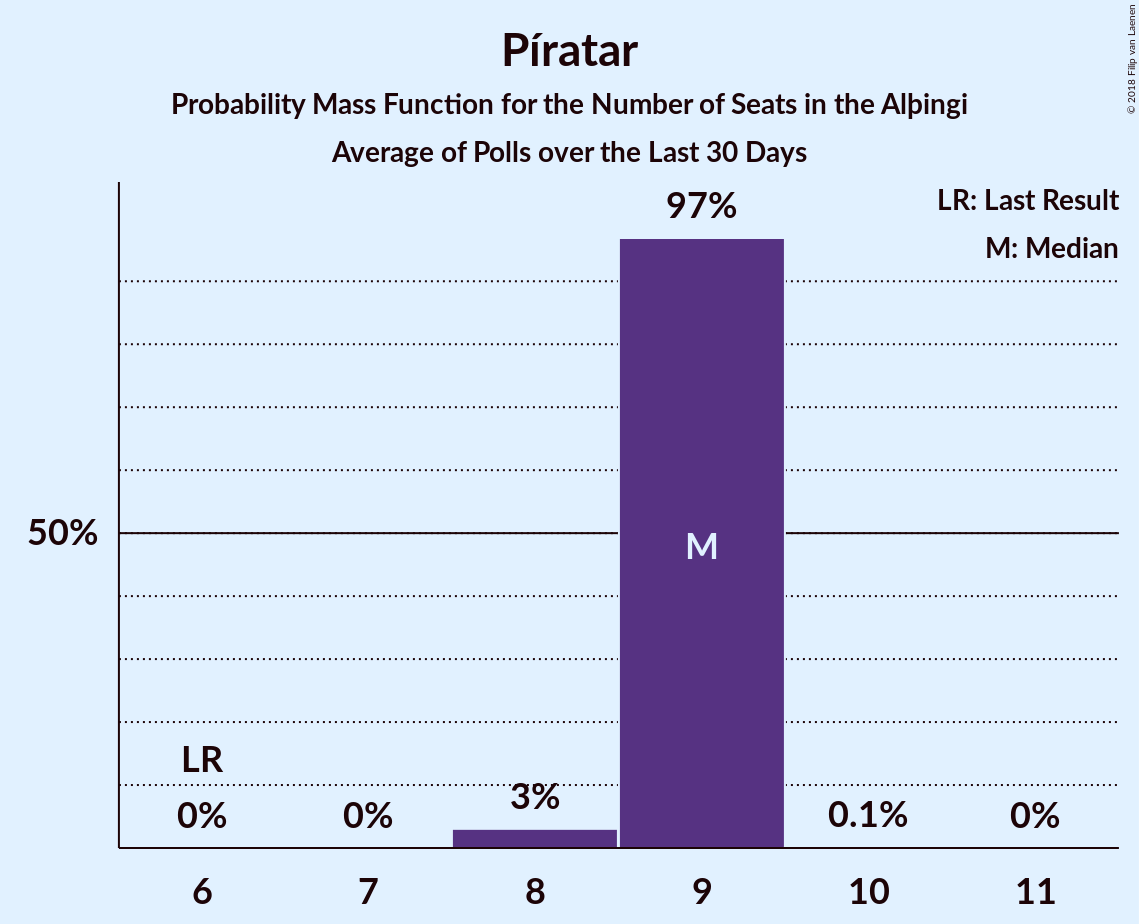 Píratar
Probability Mass Function for the Number of Seats in the Alþingi
Average of Polls over the Last 30 Days
© 2018 Filip van Laenen
LR: Last Result
M: Median
97%
50%
M
LR
0%
0%
3%
0.1%
0%
6
7
8
9
10
11